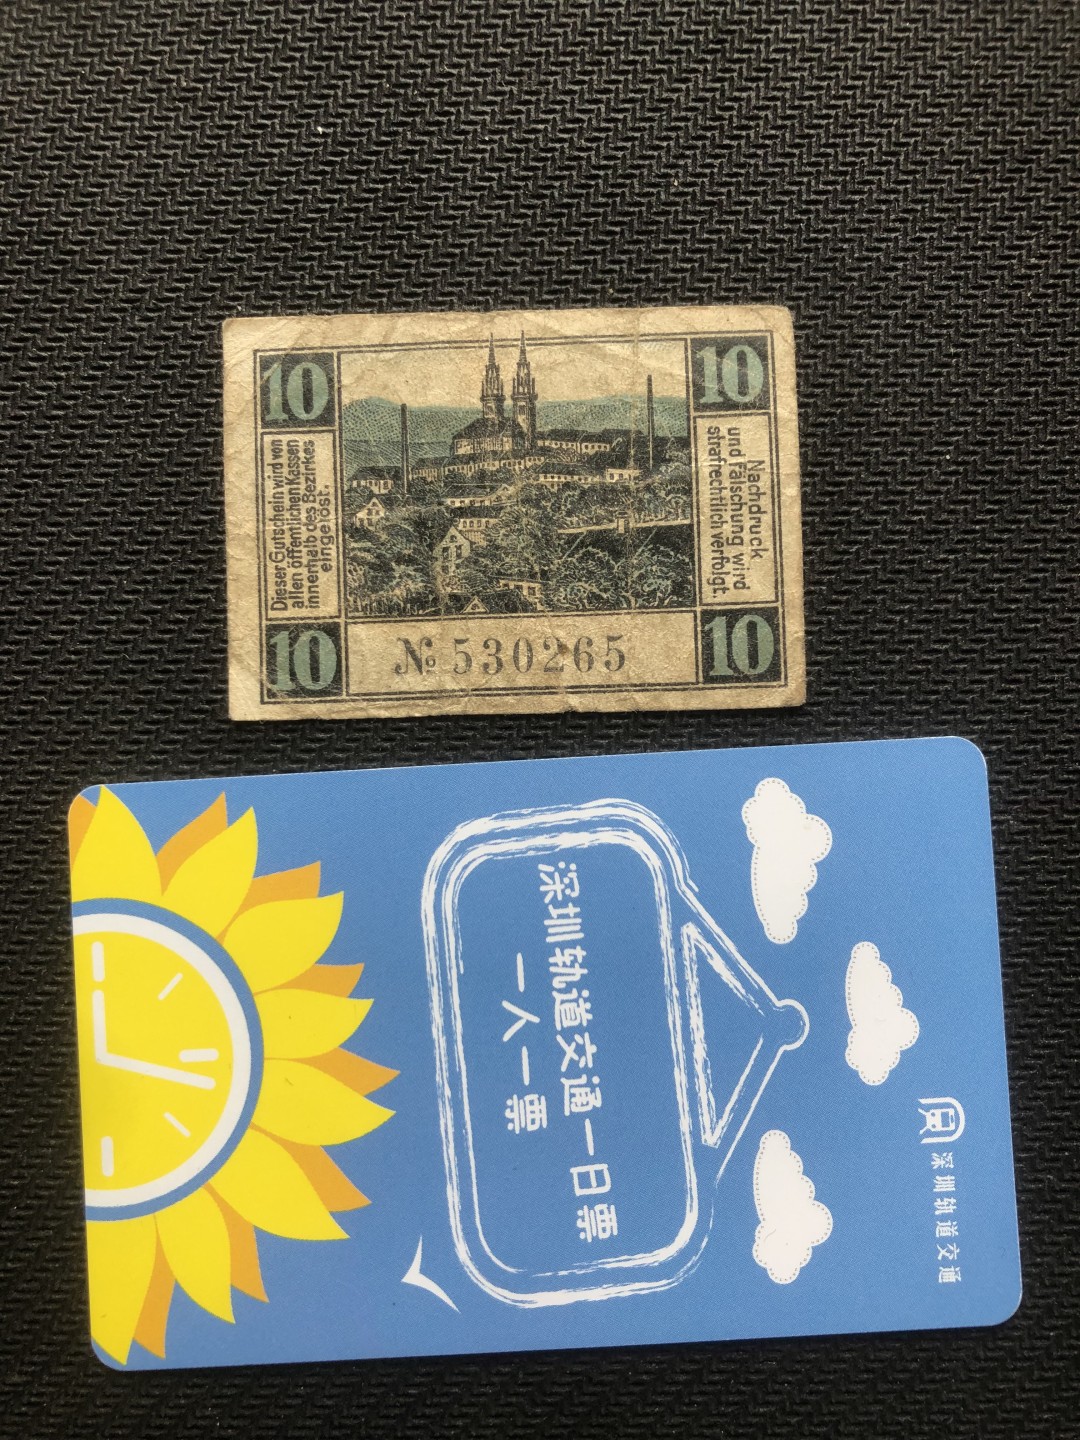 10
10
Dieser Gutschein wird von
allen öffentlichen Kassen
innerhalb des Bezirkes
eingelöst.
Nachdruck
und Fälschung wird
strafrechtlich verfolgt.
10
№ 530265
10
深圳轨道交通一日票
一人一票
深圳轨道交通